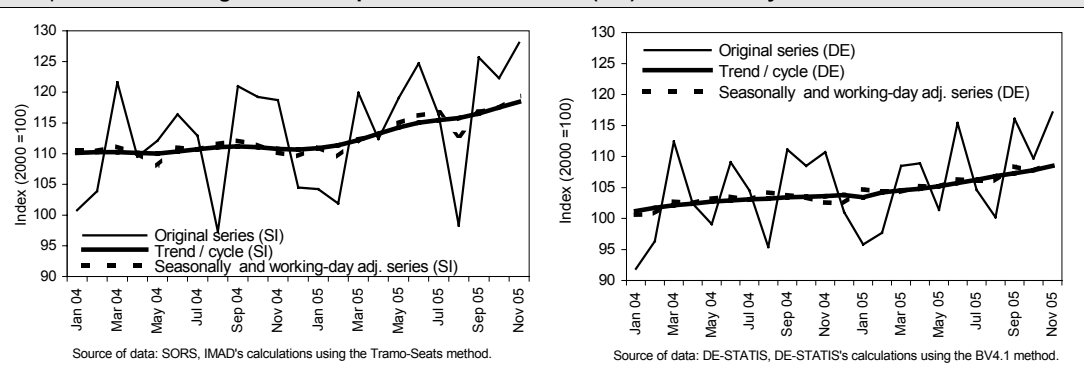 130
125
120
115
110
105
100
95
90
Index (2000 =100)
Original series (SI)
Trend / cycle (SI)
Seasonally and working-day adj. series (SI)
Jan 04
Mar 04
May 04
Jul 04
Sep 04
Nov 04
Jan 05
Mar 05
May 05
Jul 05
Sep 05
Nov 05
Source of data: SORS, IMAD's calculations using the Tramo-Seats method.
130
125
120
115
110
105
100
95
90
Index (2000 =100)
Original series (DE)
Trend / cycle (DE)
Seasonally and working-day adj. series (DE)
Jan 04
Mar 04
May 04
Jul 04
Sep 04
Nov 04
Jan 05
Mar 05
May 05
Jul 05
Sep 05
Nov 05
Source of data: DE-STATIS, DE-STATIS's calculations using the BV4.1 method.